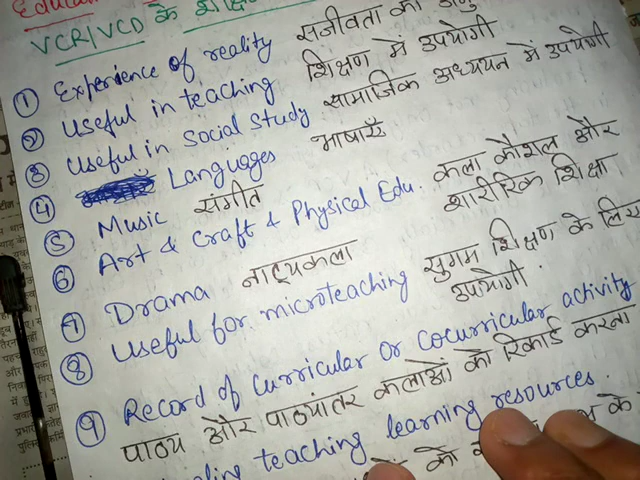 VCR/VCD के
① Experience of reality सजीवता का
② Useful in teaching शिक्षण में उपयोगी
③ Useful in Social Study सामाजिक अध्ययन में उपयोगी
④ Languages भाषाएँ
⑤ Music संगीत
⑥ Art & Craft & Physical Edu. कला कौशल और
शारीरिक शिक्षा
⑦ Drama नाट्यकला
⑧ Useful for microteaching सुगम शिक्षण के लिए
उपयोगी.
⑨ Record of Curricular or Cocurricular activity
पाठ्य और पाठ्यांतर कलाओं को रिकार्ड करना
teaching learning resources.
को